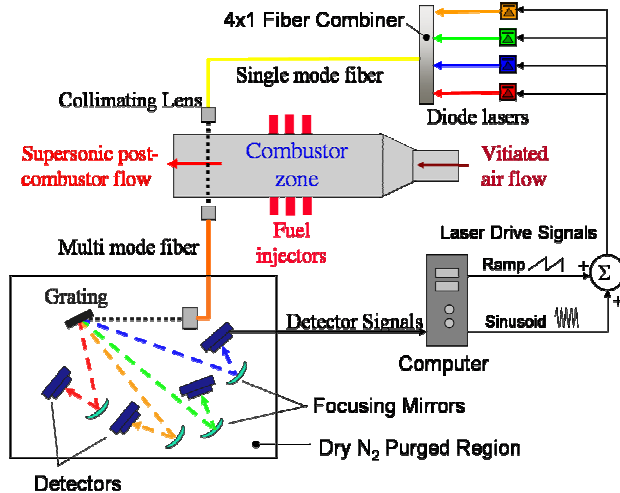 4x1 Fiber Combiner
Single mode fiber
Diode lasers
Collimating Lens
Supersonic post-
combustor flow
Combustor
zone
Vitiated
air flow
Fuel
injectors
Multi mode fiber
Laser Drive Signals
Ramp
+
Σ
+
Sinusoid
Computer
Grating
Detector Signals
Focusing Mirrors
Dry N₂ Purged Region
Detectors